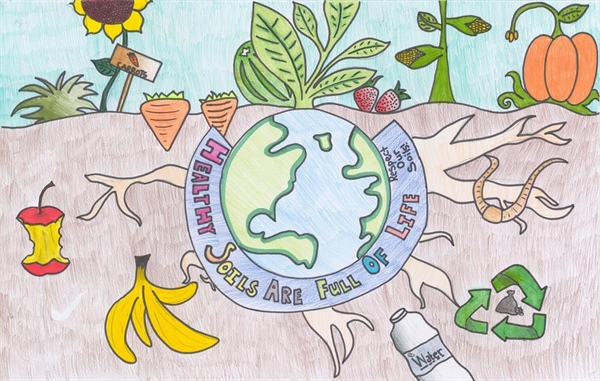 CARROTS
HEALTHY SOILS ARE FULL OF LIFE
Respect
Our
Soils!
Water